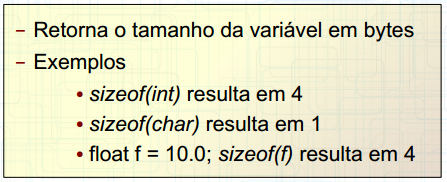 – Retorna o tamanho da variável em bytes
– Exemplos
• sizeof(int) resulta em 4
• sizeof(char) resulta em 1
• float f = 10.0; sizeof(f) resulta em 4